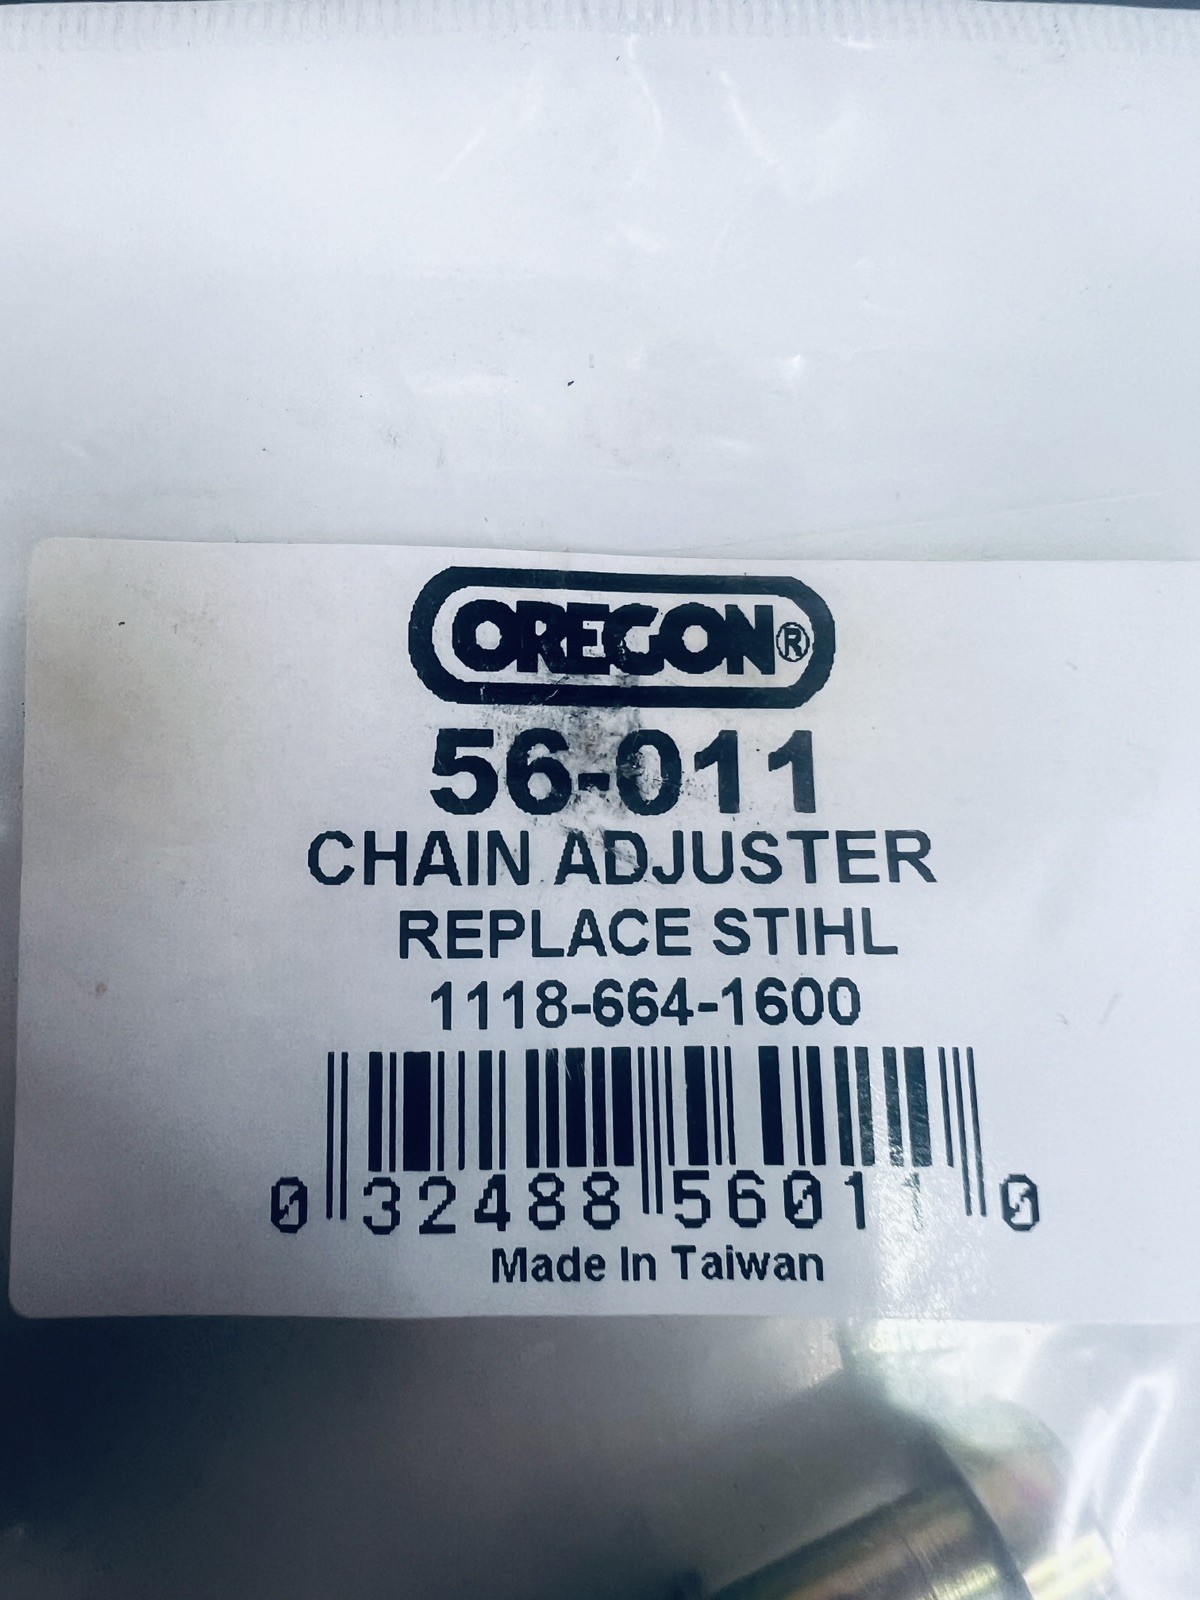 OREGON®
56-011
CHAIN ADJUSTER
REPLACE STIHL
1118-664-1600
0 32488 56011 0
Made In Taiwan